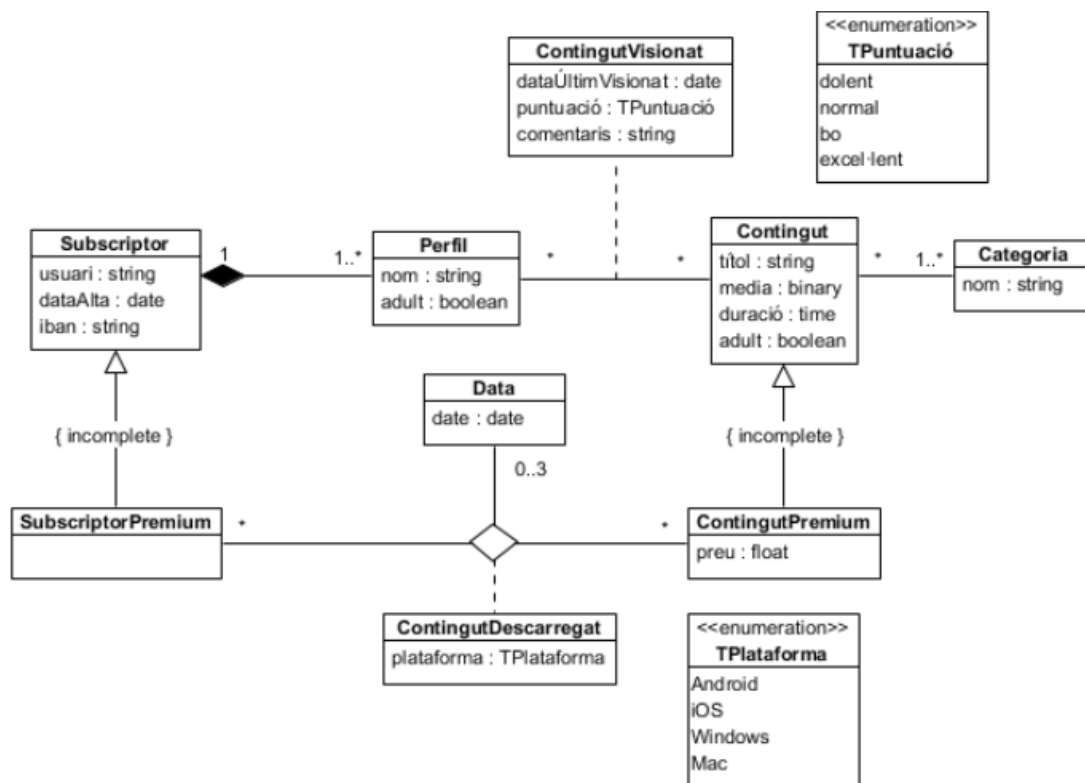 <<enumeration>>
TPuntuació
dolent
normal
bo
excel·lent
ContingutVisionat
dataÚltimVisionat : date
puntuació : TPuntuació
comentaris : string
Subscriptor
usuari : string
dataAlta : date
iban : string
1
1..*
Perfil
nom : string
adult : boolean
*
*
Contingut
títol : string
media : binary
duració : time
adult : boolean
*
1..*
Categoria
nom : string
{ incomplete }
Data
date : date
0..3
{ incomplete }
SubscriptorPremium
*
*
ContingutPremium
preu : float
ContingutDescarregat
plataforma : TPlataforma
<<enumeration>>
TPlataforma
Android
iOS
Windows
Mac